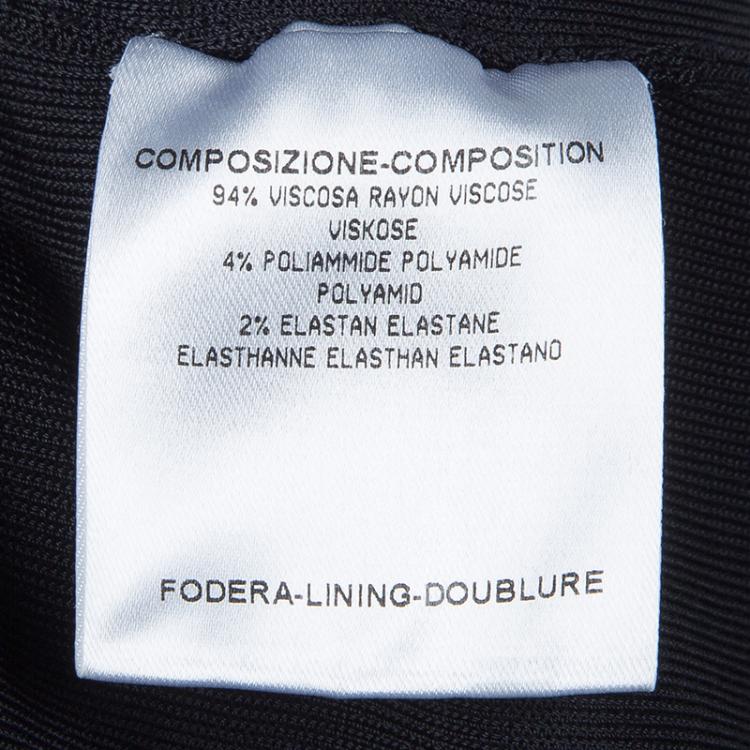 COMPOSIZIONE-COMPOSITION
94% VISCOSA RAYON VISCOSE
VISKOSE
4% POLIAMMIDE POLYAMIDE
POLYAMID
2% ELASTAN ELASTANE
ELASTHANNE ELASTHAN ELASTANO
FODERA-LINING-DOUBLURE